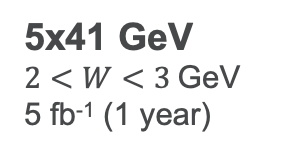 5x41 GeV
2 < W < 3 GeV
5 fb⁻¹ (1 year)